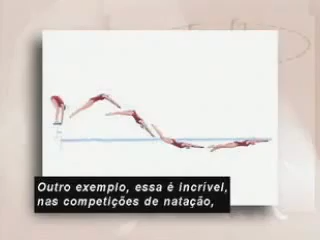 Outro exemplo, essa é incrível,
nas competições de natação,